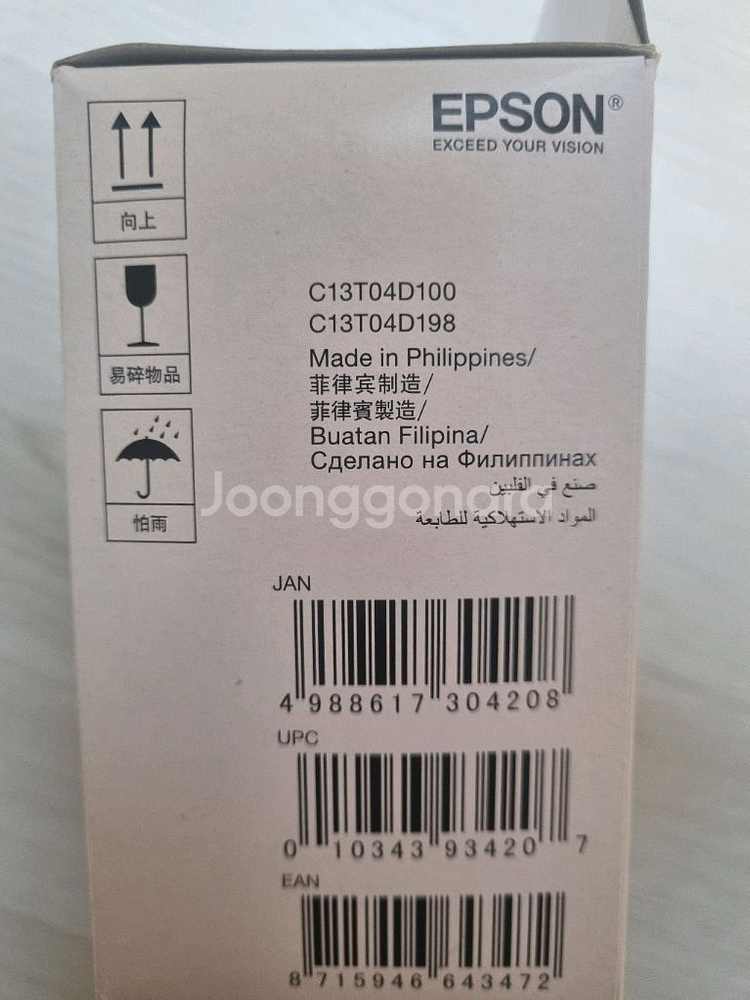 EPSON®
EXCEED YOUR VISION
向上
易碎物品
怕雨
C13T04D100
C13T04D198
Made in Philippines/
菲律宾制造/
菲律賓製造/
Buatan Filipina/
Сделано на Филиппинах
صنع في الفلبين
المواد الاستهلاكية للطابعة
Joonggonara
JAN
4 988617 304208
UPC
0 10343 93420 7
EAN
8 715946 643472